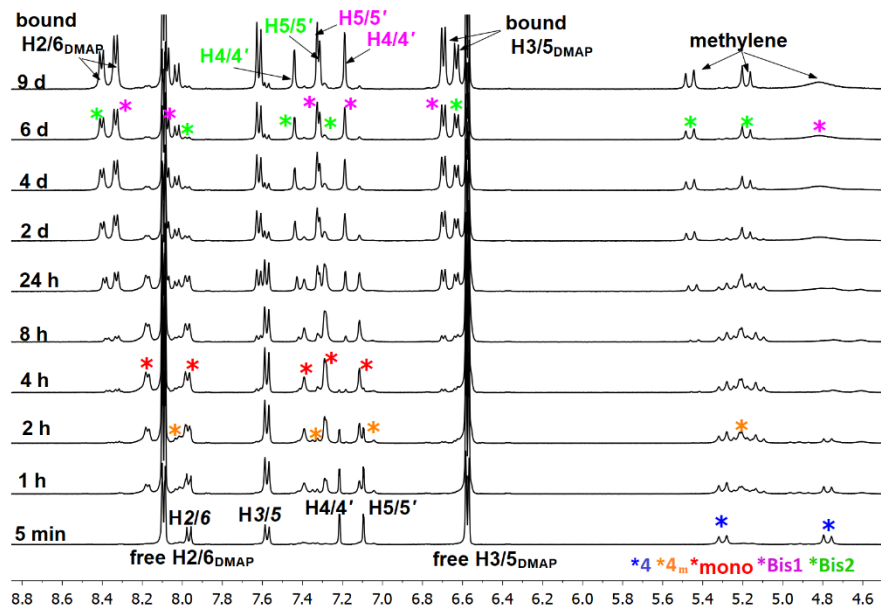 bound
H2/6DMAP
H4/4′
H5/5′
H5/5′
H4/4′
bound
H3/5DMAP
methylene
9 d
* * * * * * * * * * *
6 d
4 d
2 d
24 h
8 h
* * * * *
4 h
2 h
* * * *
1 h
H2/6
H3/5
H4/4′
H5/5′
* *
5 min
free H2/6DMAP
free H3/5DMAP
*4 *4m *mono *Bis1 *Bis2
8.8 8.6 8.4 8.2 8.0 7.8 7.6 7.4 7.2 7.0 6.8 6.6 6.4 6.2 6.0 5.8 5.6 5.4 5.2 5.0 4.8 4.6